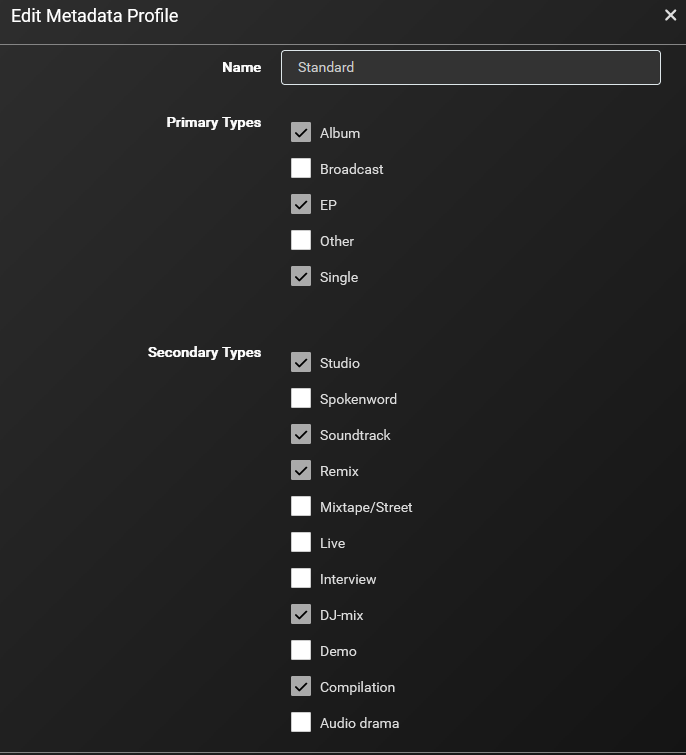 Edit Metadata Profile
Name Standard
Primary Types
Album
Broadcast
EP
Other
Single
Secondary Types
Studio
Spokenword
Soundtrack
Remix
Mixtape/Street
Live
Interview
DJ-mix
Demo
Compilation
Audio drama